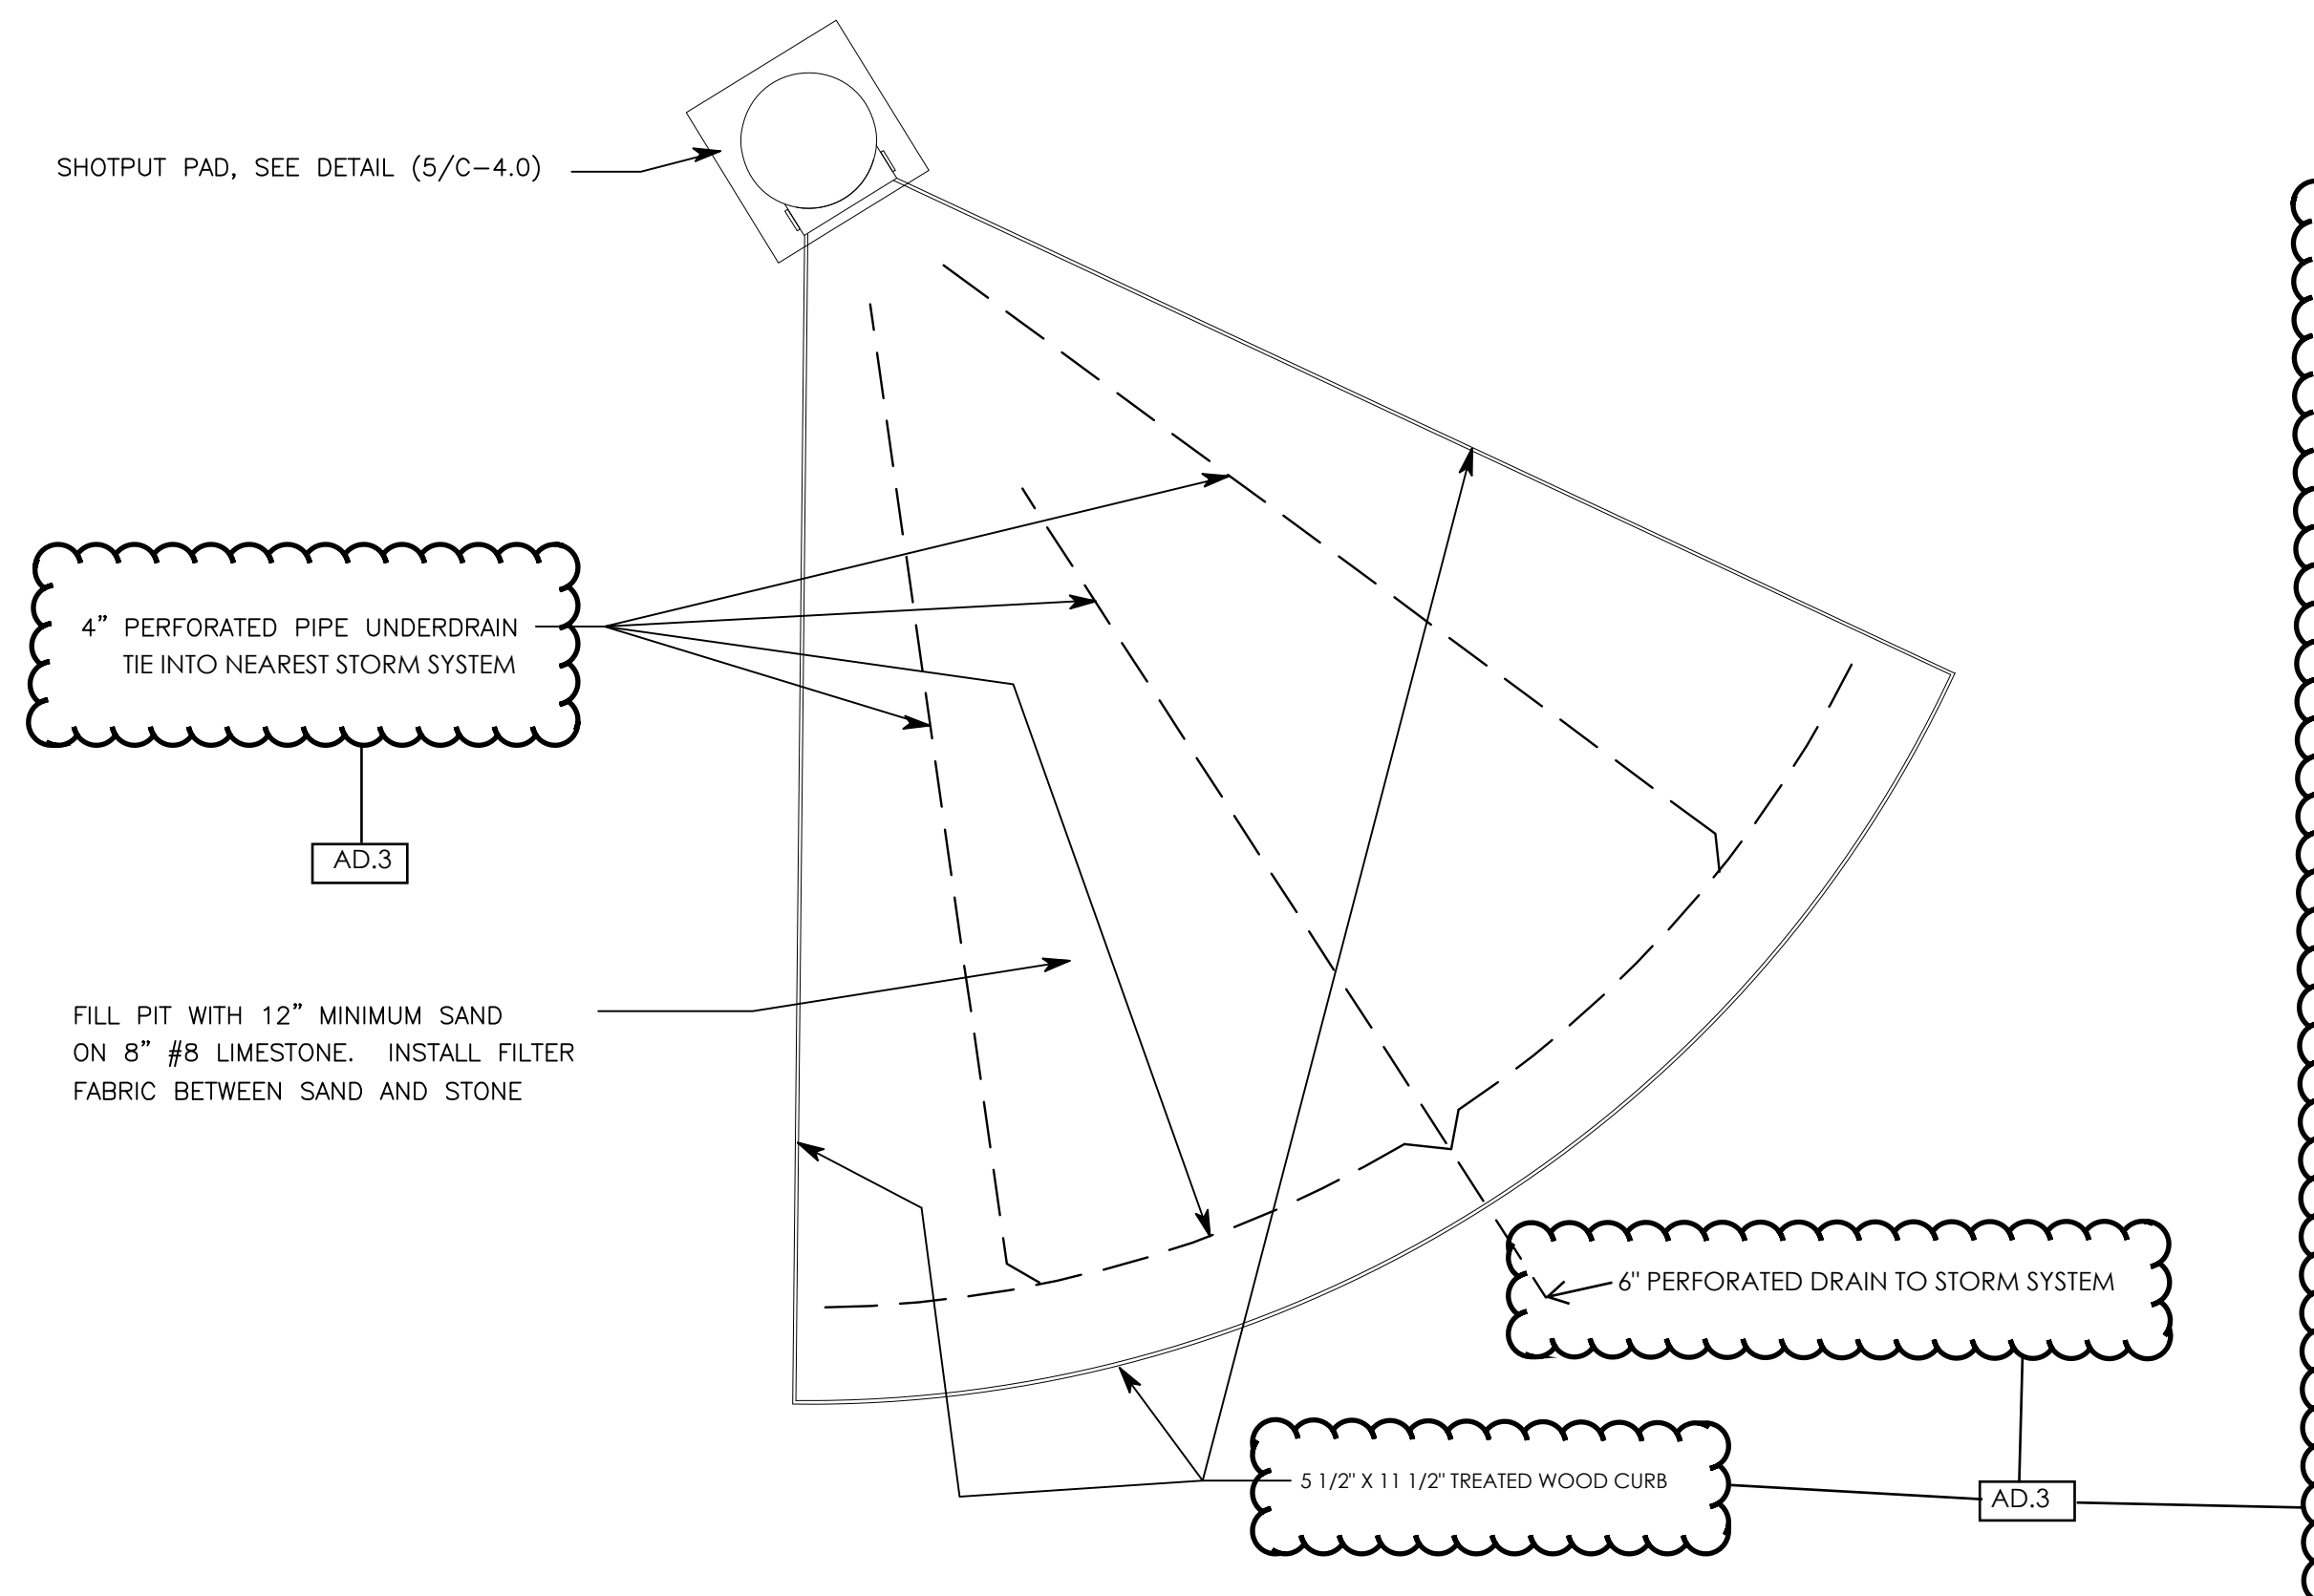 SHOTPUT PAD, SEE DETAIL (5/C-4.0)
4" PERFORATED PIPE UNDERDRAIN
TIE INTO NEAREST STORM SYSTEM
AD.3
FILL PIT WITH 12" MINIMUM SAND
ON 8" #8 LIMESTONE. INSTALL FILTER
FABRIC BETWEEN SAND AND STONE
6" PERFORATED DRAIN TO STORM SYSTEM
5 1/2" X 11 1/2" TREATED WOOD CURB
AD.3